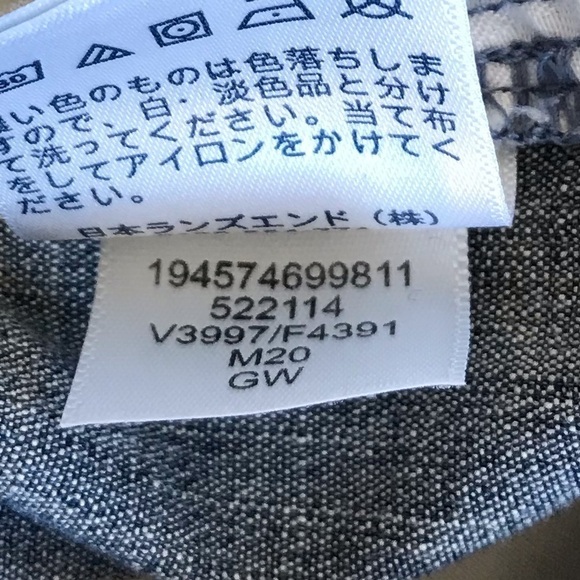 濃い色のものは色落ちしま
すので、白・淡色品と分け
て洗ってください。当て布
をしてアイロンをかけてく
ださい。
日本ランズエンド（株）
194574699811
522114
V3997/F4391
M20
GW